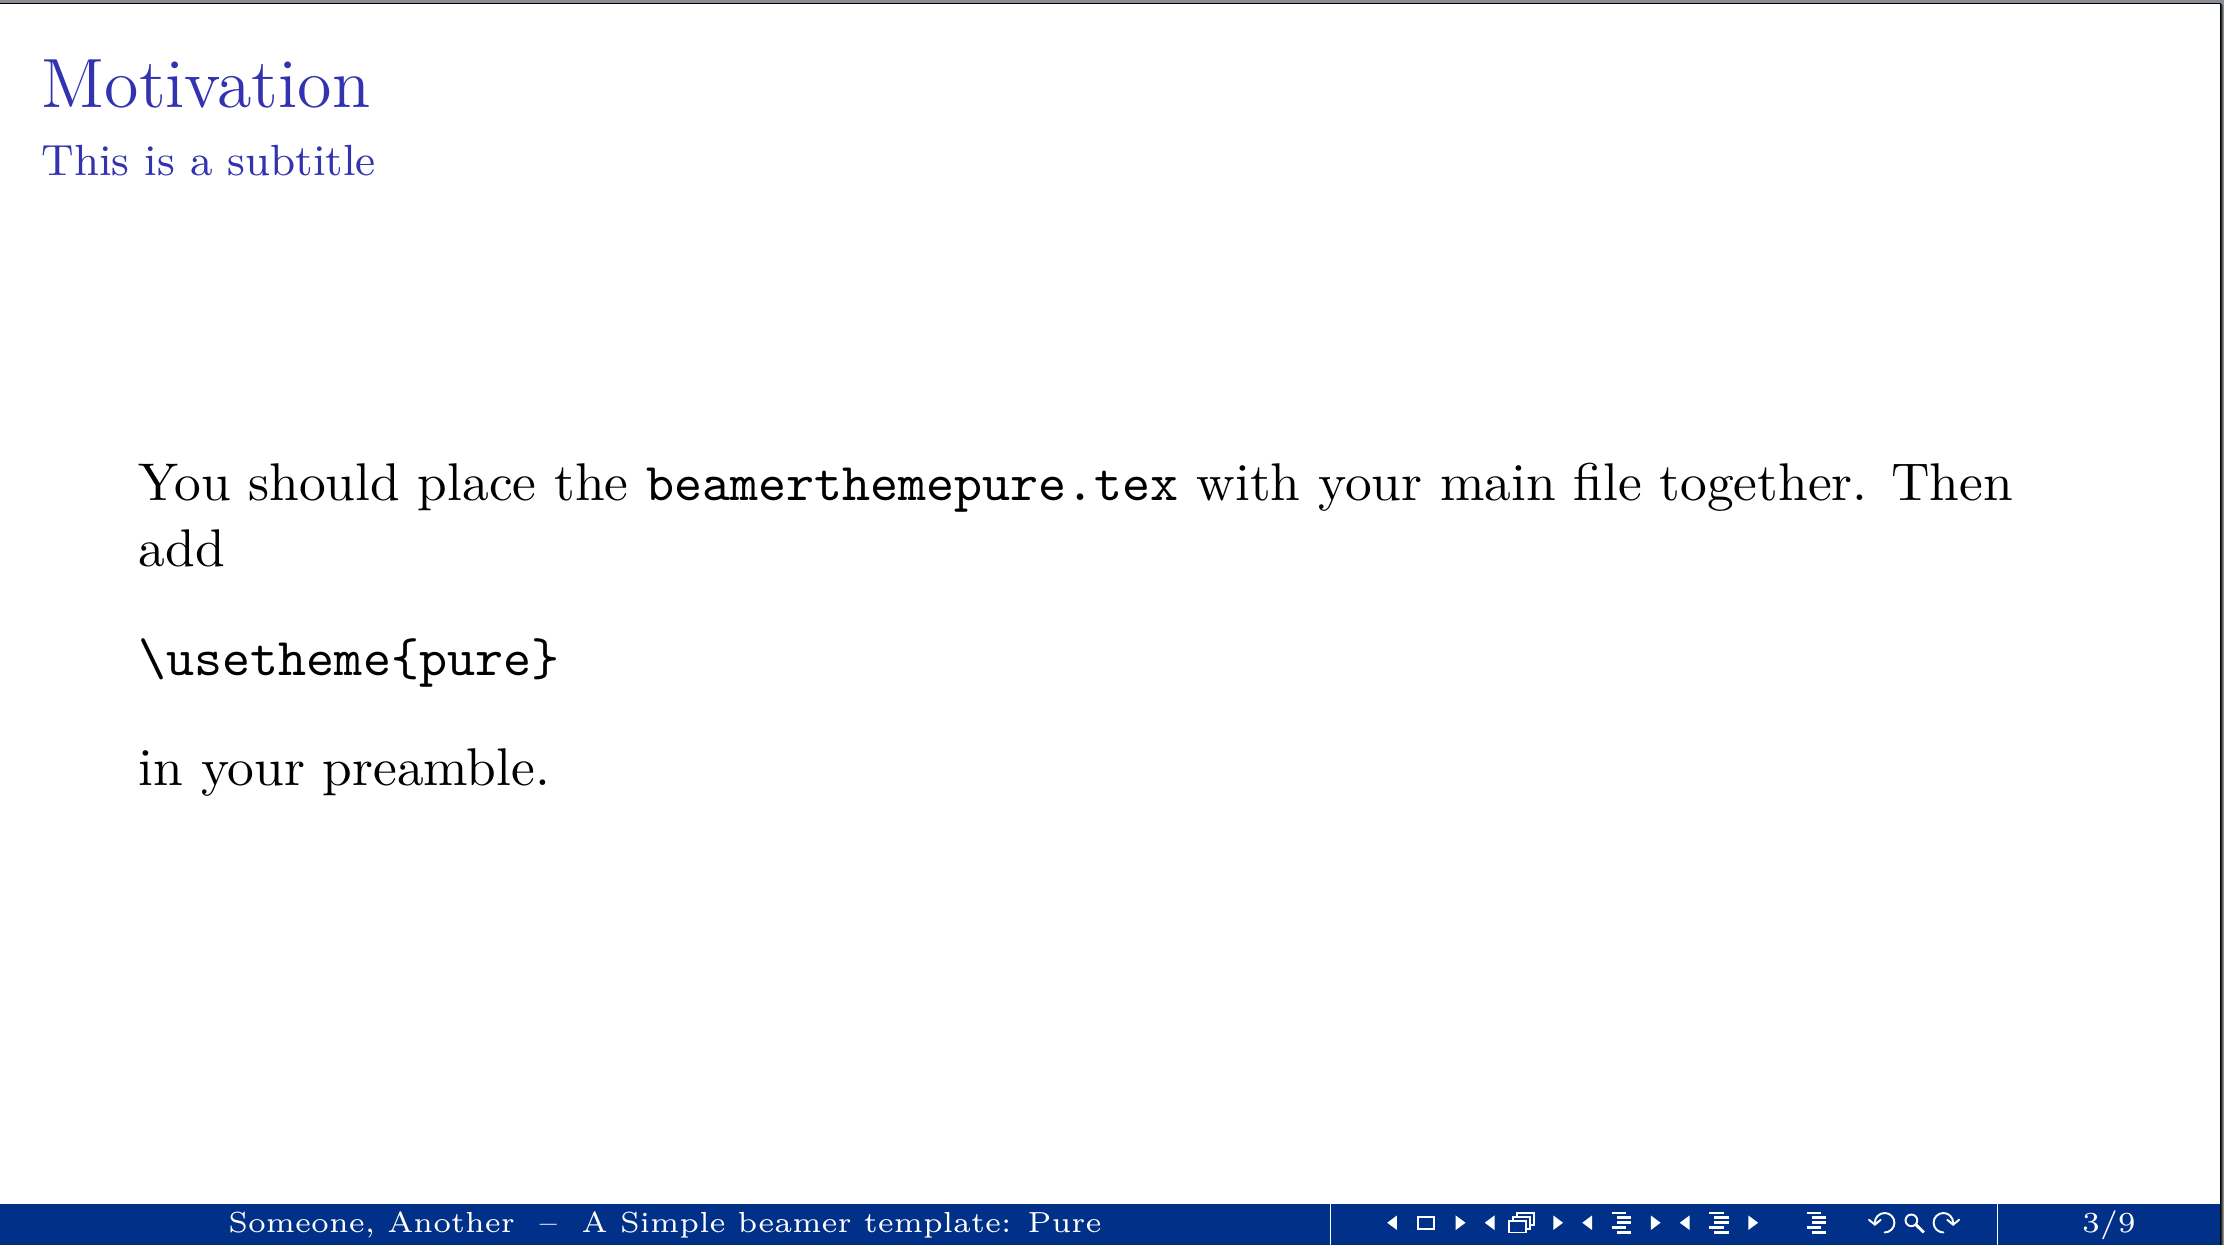 Motivation
This is a subtitle
You should place the beamerthemepure.tex with your main file together. Then
add
\usetheme{pure}
in your preamble.
Someone, Another – A Simple beamer template: Pure 3/9